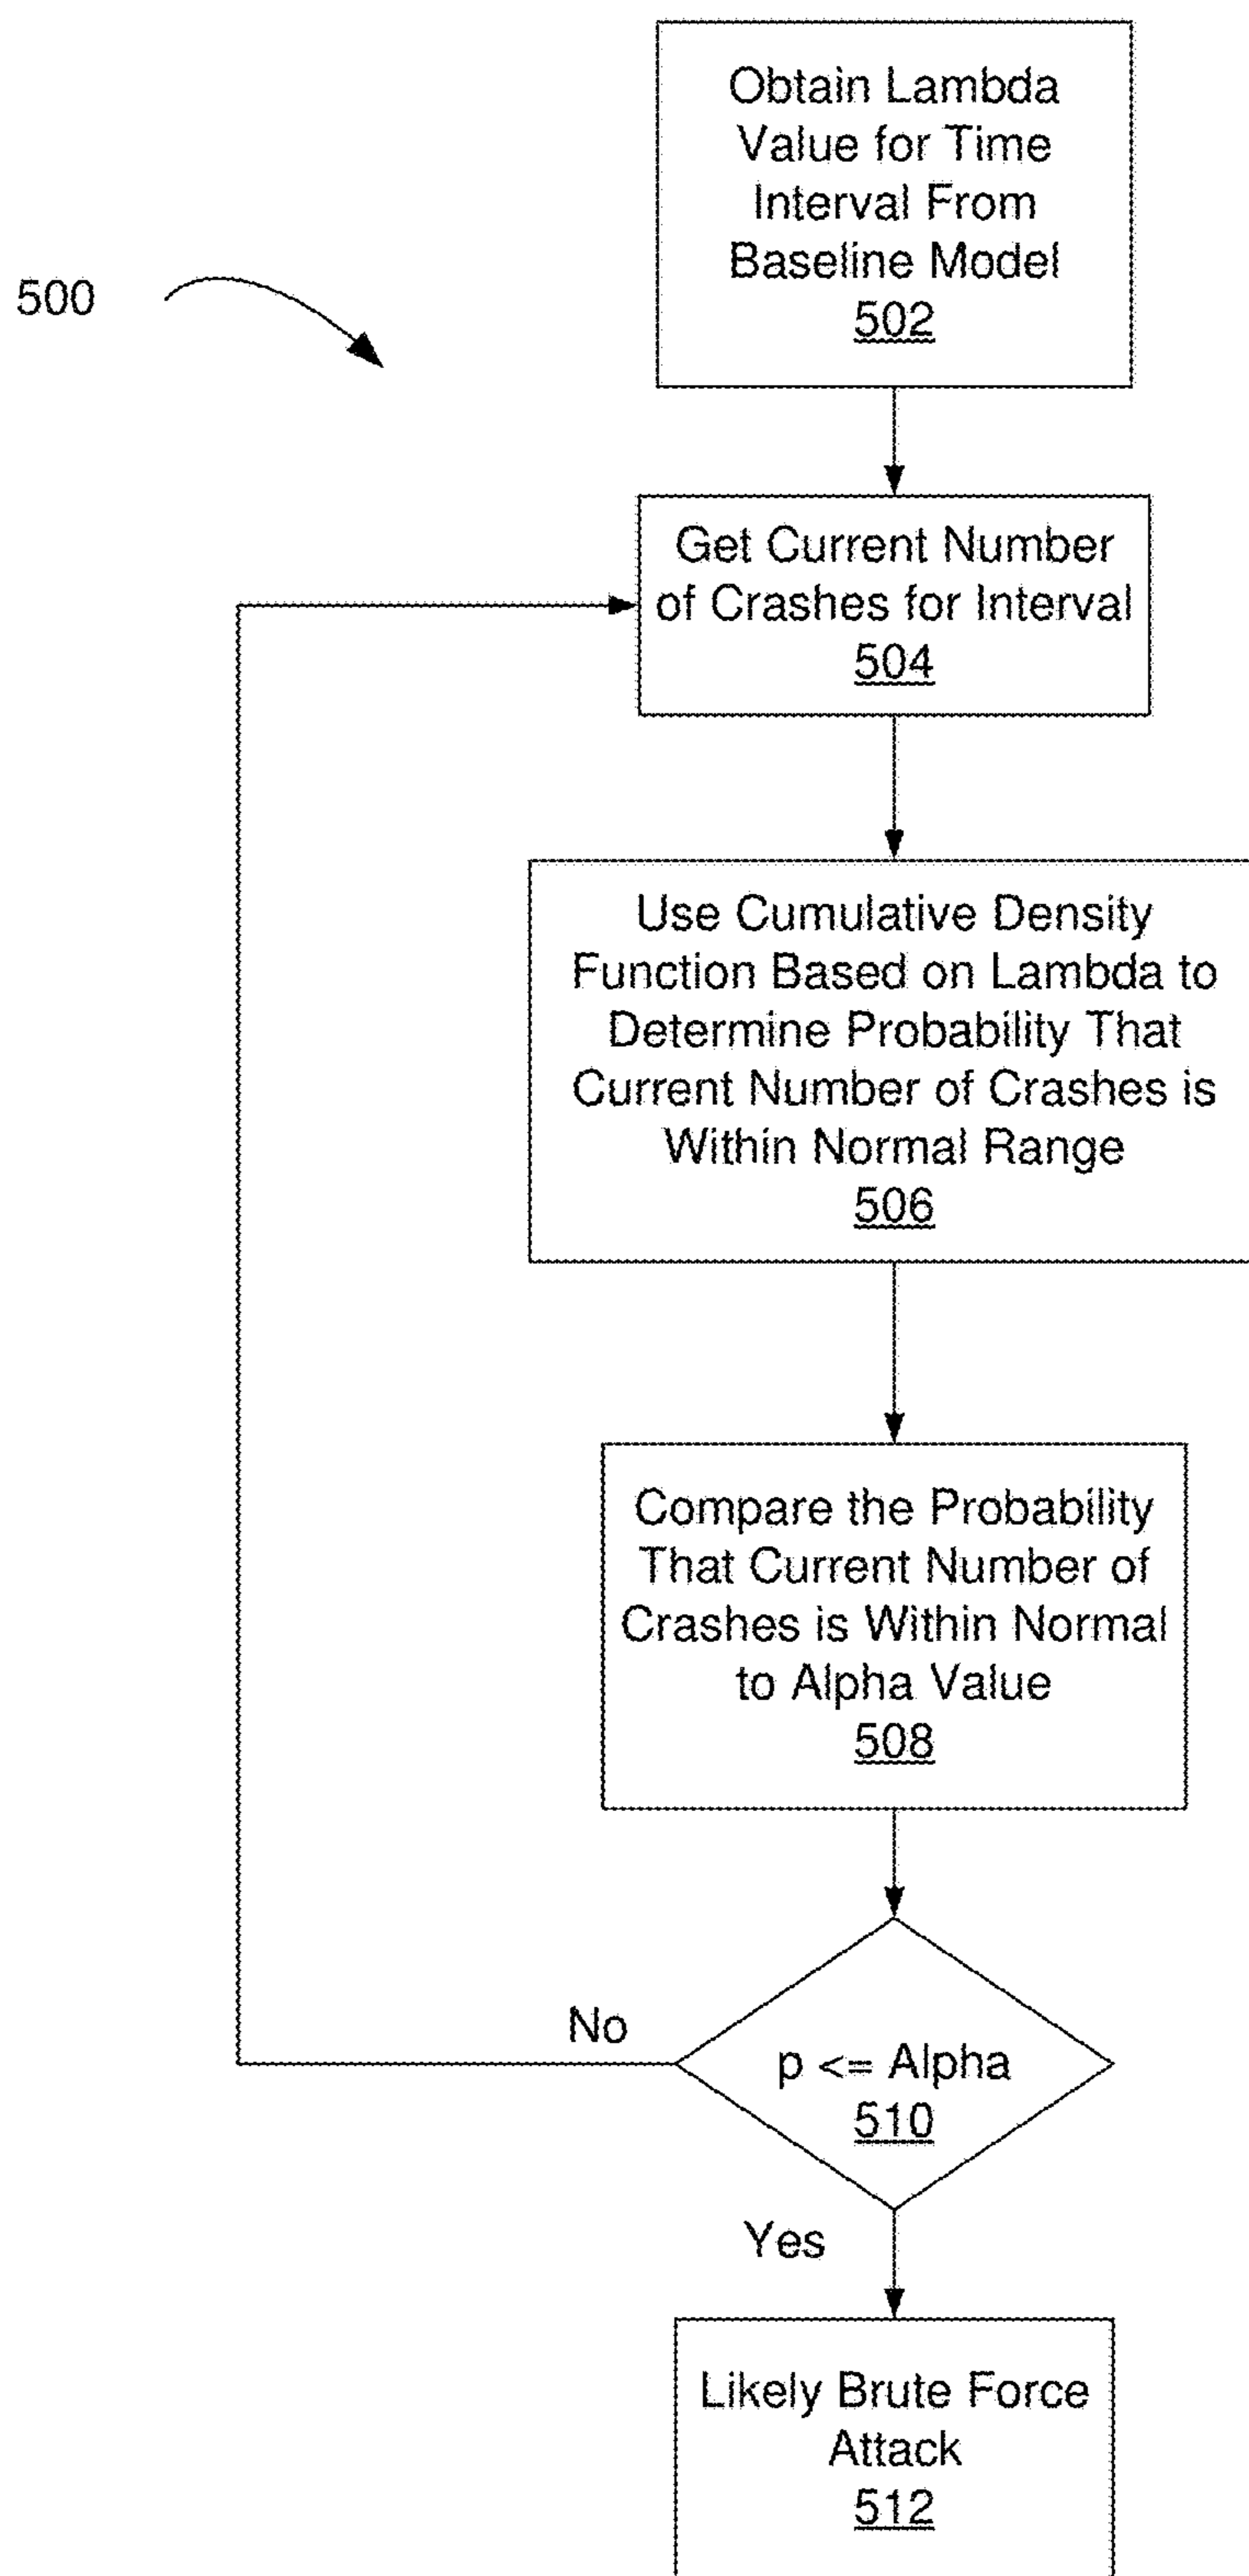 Obtain Lambda
Value for Time
Interval From
Baseline Model
502
500
Get Current Number
of Crashes for Interval
504
Use Cumulative Density
Function Based on Lambda to
Determine Probability That
Current Number of Crashes is
Within Normal Range
506
Compare the Probability
That Current Number of
Crashes is Within Normal
to Alpha Value
508
No
p <= Alpha
510
Yes
Likely Brute Force
Attack
512